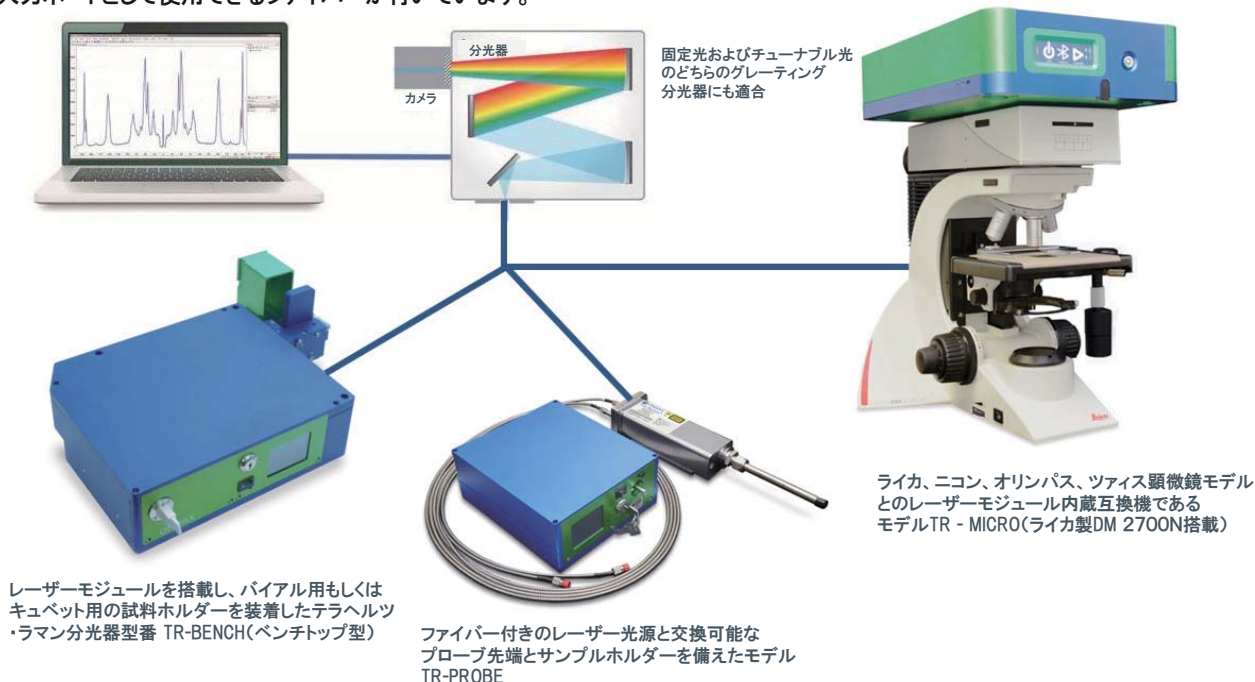 分光器
カメラ
固定光およびチューナブル光
のどちらのグレーティング
分光器にも適合
ライカ、ニコン、オリンパス、ツァィス顕微鏡モデル
とのレーザーモジュール内蔵互換機である
モデルTR - MICRO(ライカ製DM 2700N搭載)
レーザーモジュールを搭載し、バイアル用もしくは
キュベット用の試料ホルダーを装着したテラヘルツ
・ラマン分光器型番 TR-BENCH(ベンチトップ型)
ファイバー付きのレーザー光源と交換可能な
プローブ先端とサンプルホルダーを備えたモデル
TR-PROBE